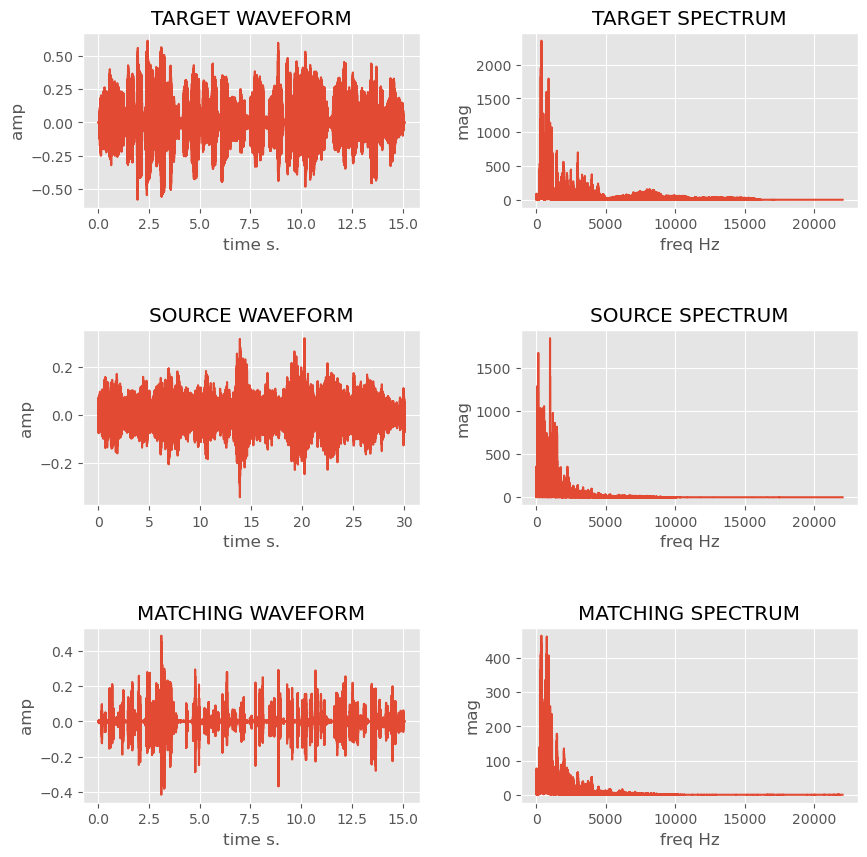 TARGET WAVEFORM
amp
0.50
0.25
0.00
−0.25
−0.50
0.0 2.5 5.0 7.5 10.0 12.5 15.0
time s.
TARGET SPECTRUM
mag
2000
1500
1000
500
0
0 5000 10000 15000 20000
freq Hz
SOURCE WAVEFORM
amp
0.2
0.0
−0.2
0 5 10 15 20 25 30
time s.
SOURCE SPECTRUM
mag
1500
1000
500
0
0 5000 10000 15000 20000
freq Hz
MATCHING WAVEFORM
amp
0.4
0.2
0.0
−0.2
−0.4
0.0 2.5 5.0 7.5 10.0 12.5 15.0
time s.
MATCHING SPECTRUM
mag
400
300
200
100
0
0 5000 10000 15000 20000
freq Hz